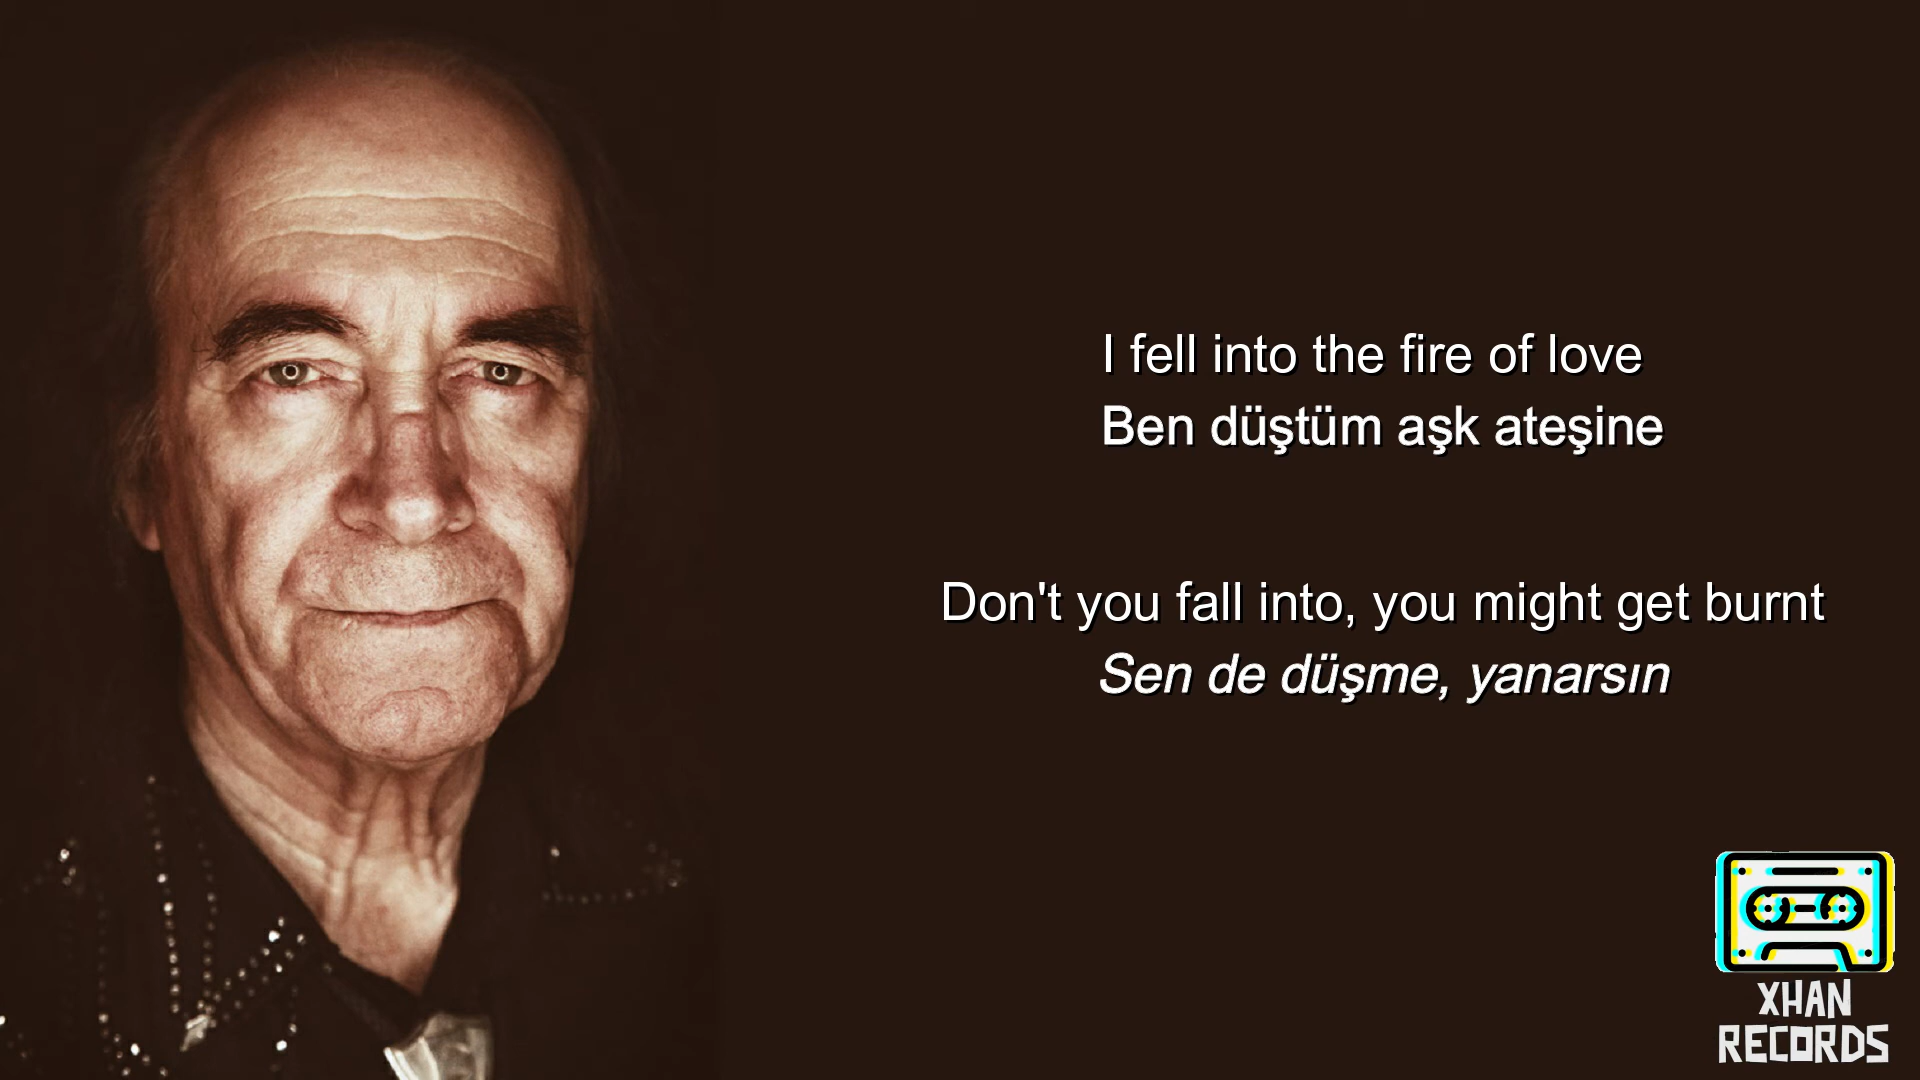 I fell into the fire of love
Ben düştüm aşk ateşine
Don't you fall into, you might get burnt
Sen de düşme, yanarsın
XHAN
RECORDS